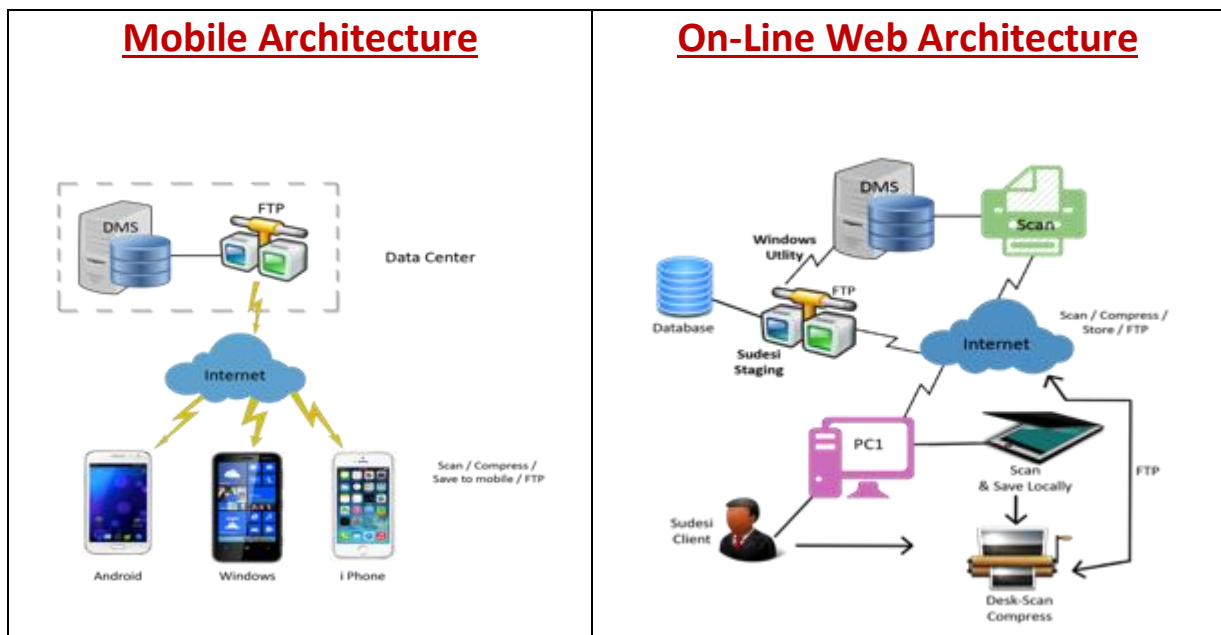 Mobile Architecture
DMS
FTP
Data Center
Internet
Scan / Compress /
Save to mobile / FTP
Android
Windows
i Phone
On-Line Web Architecture
DMS
Scan
Windows
Utlity
FTP
Database
Sudesi
Staging
Internet
Scan / Compress /
Store / FTP
PC1
Scan
& Save Locally
FTP
Sudesi
Client
Desk-Scan
Compress